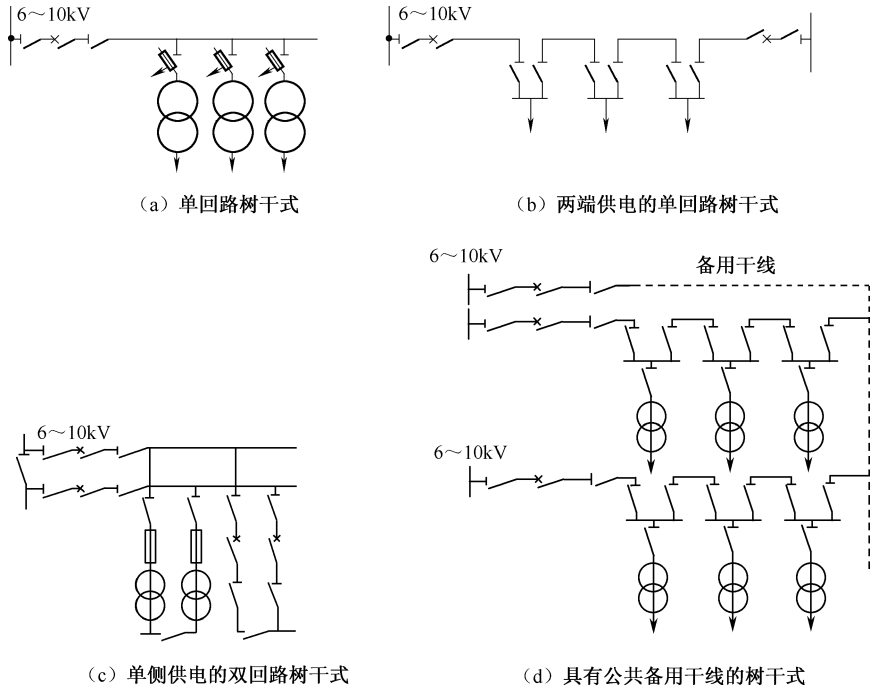 6～10kV
6～10kV
（a）单回路树干式
（b）两端供电的单回路树干式
6～10kV
备用干线
6～10kV
6～10kV
（c）单侧供电的双回路树干式
（d）具有公共备用干线的树干式